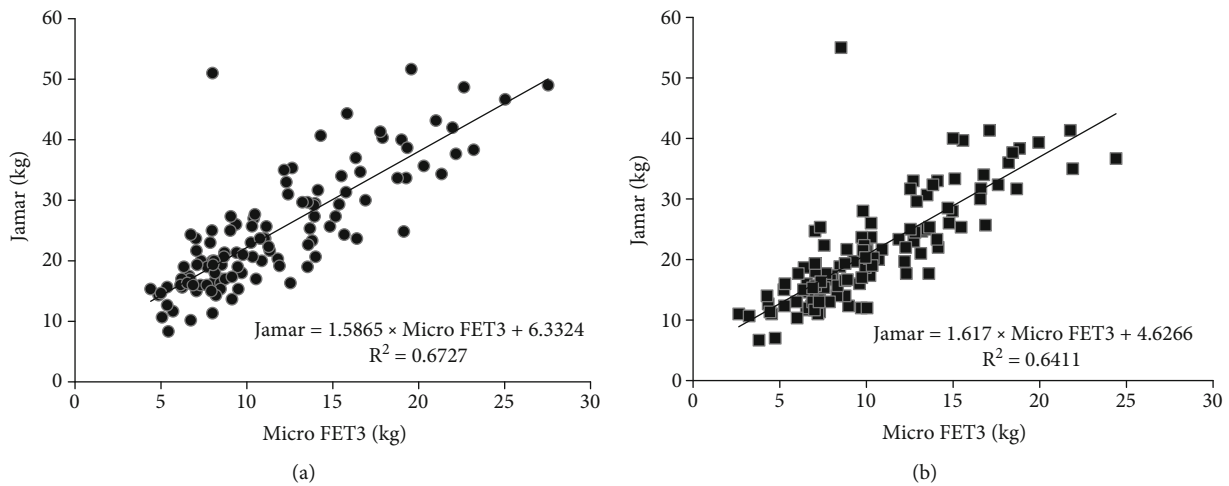 60
50
40
30
20
10
0
Jamar (kg)
Jamar = 1.5865 × Micro FET3 + 6.3324
R² = 0.6727
0 5 10 15 20 25 30
Micro FET3 (kg)
(a)
60
50
40
30
20
10
0
Jamar (kg)
Jamar = 1.617 × Micro FET3 + 4.6266
R² = 0.6411
0 5 10 15 20 25 30
Micro FET3 (kg)
(b)